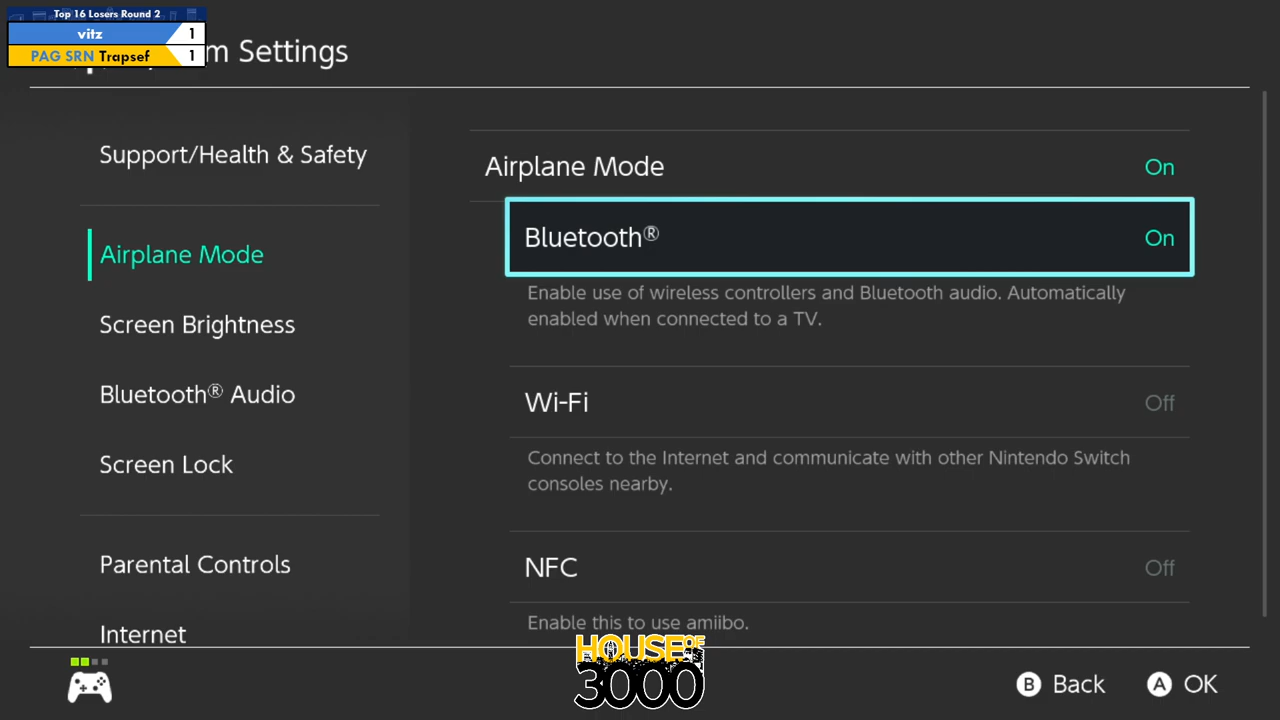 Top 16 Losers Round 2
vitz 1
PAG SRN Trapsef 1
m Settings
Support/Health & Safety
Airplane Mode
Screen Brightness
Bluetooth® Audio
Screen Lock
Parental Controls
Internet
Airplane Mode On
Bluetooth® On
Enable use of wireless controllers and Bluetooth audio. Automatically
enabled when connected to a TV.
Wi-Fi Off
Connect to the Internet and communicate with other Nintendo Switch
consoles nearby.
NFC Off
Enable this to use amiibo.
HOUSE OF
3000
B Back A OK